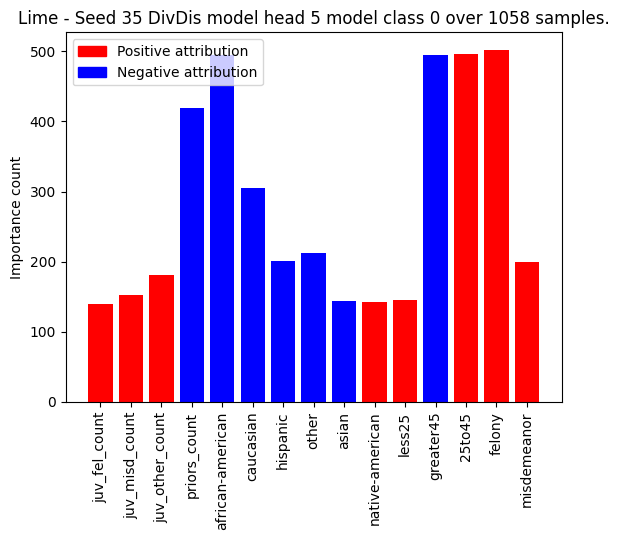 Lime - Seed 35 DivDis model head 5 model class 0 over 1058 samples.
Positive attribution
Negative attribution
Importance count
500
400
300
200
100
0
juv_fel_count
juv_misd_count
juv_other_count
priors_count
african-american
caucasian
hispanic
other
asian
native-american
less25
greater45
25to45
felony
misdemeanor